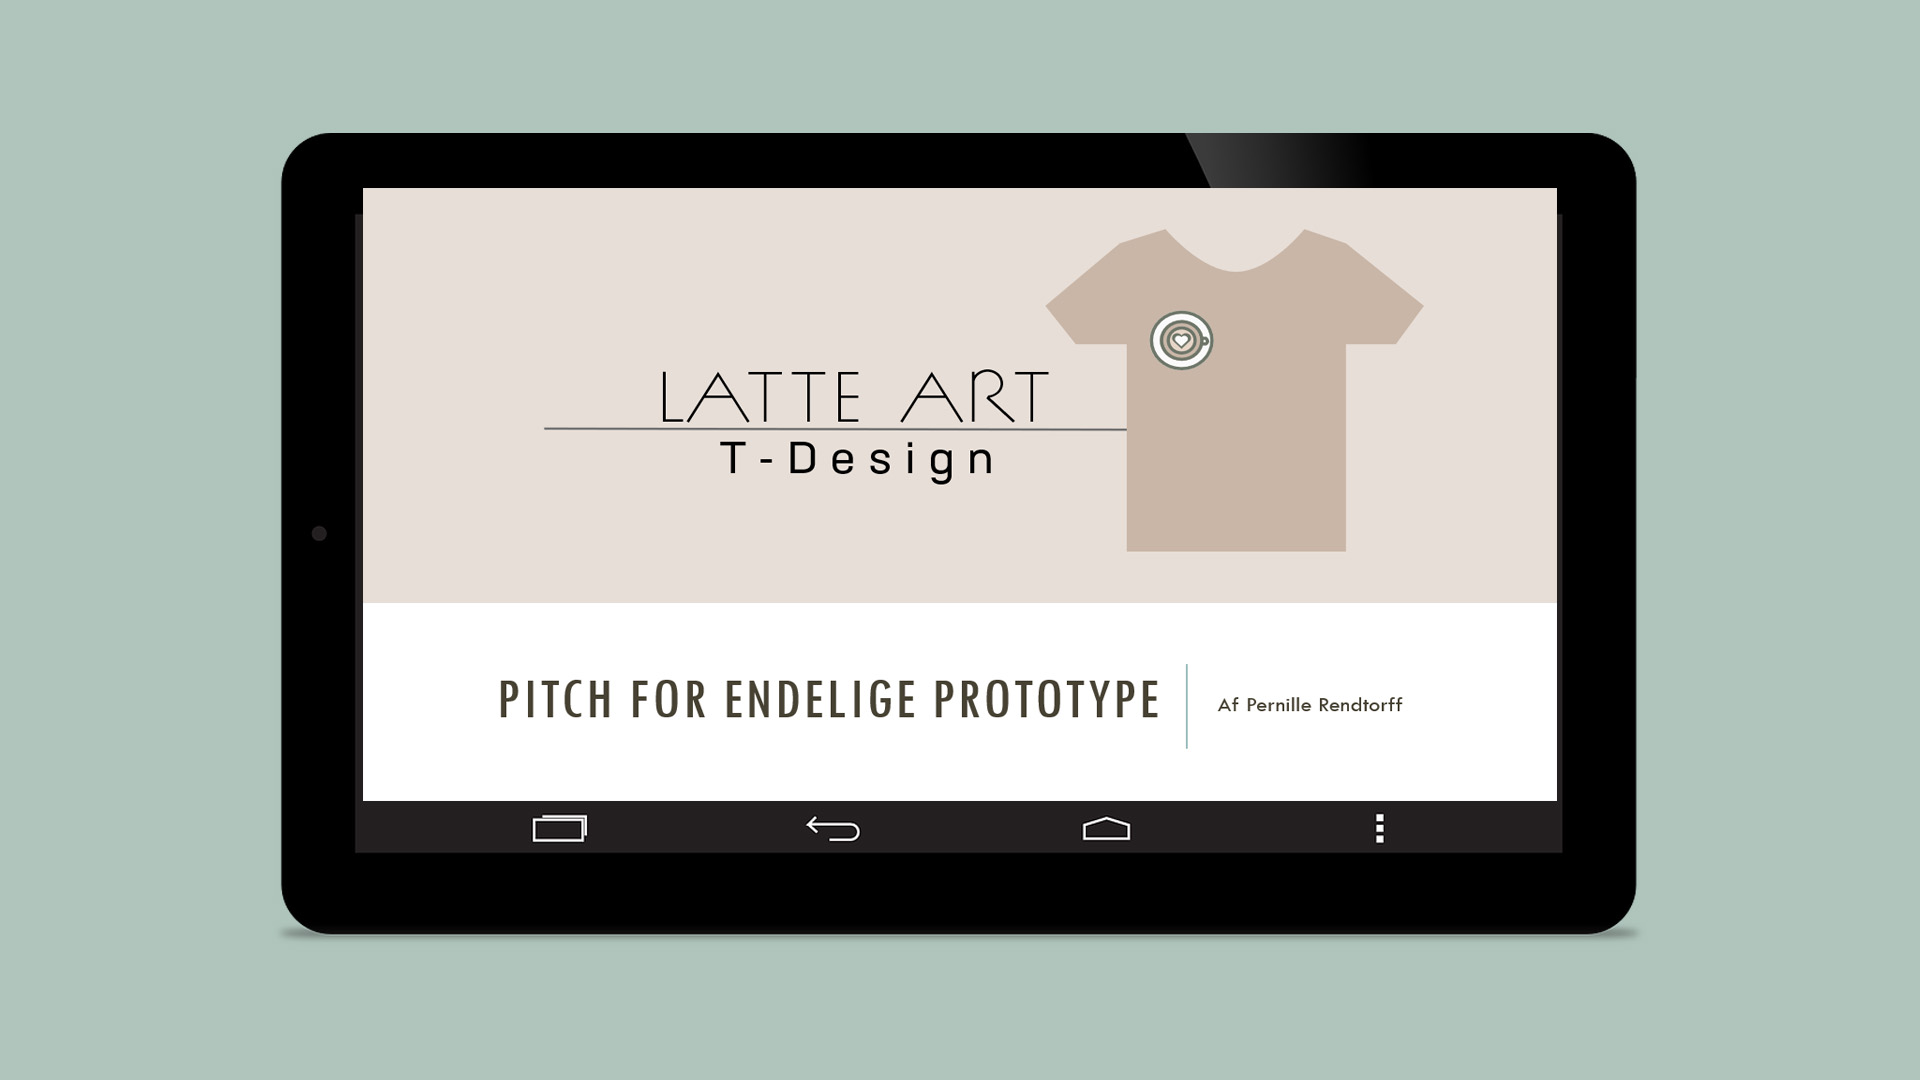 LATTE ART
T-Design
PITCH FOR ENDELIGE PROTOTYPE
Af Pernille Rendtorff